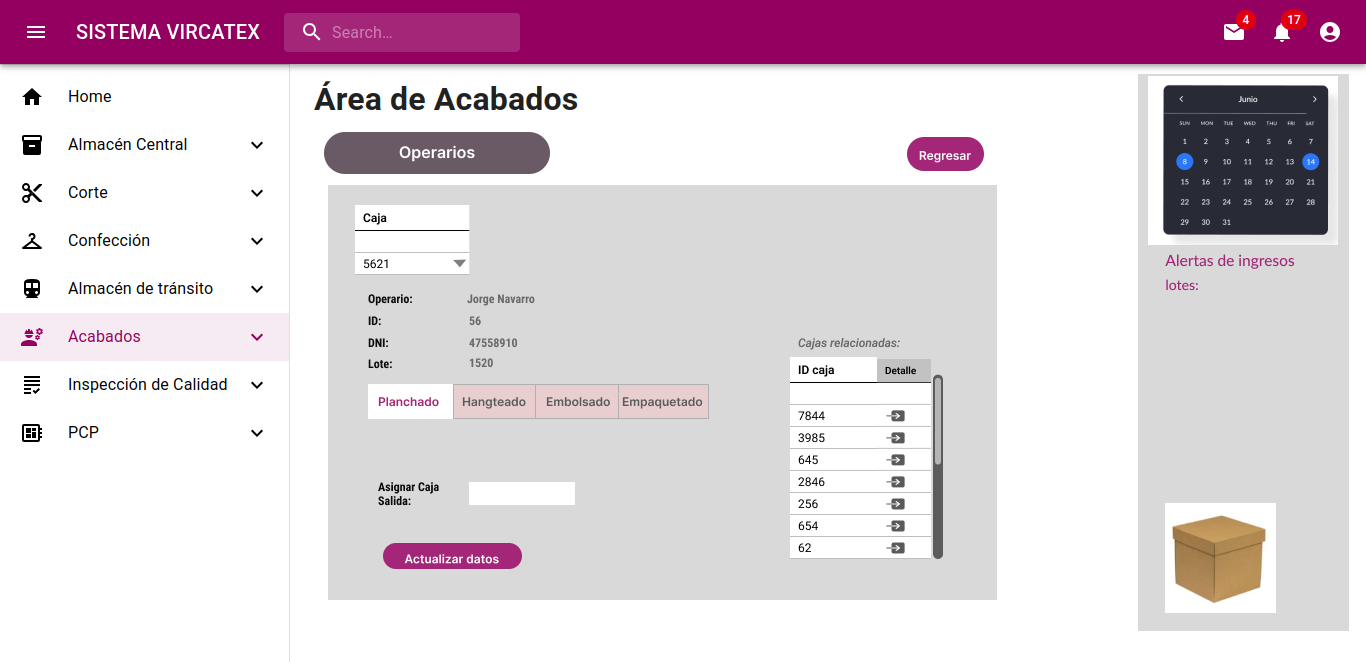 SISTEMA VIRCATEX
Search…
4
17
Home
Almacén Central
Corte
Confección
Almacén de tránsito
Acabados
Inspección de Calidad
PCP
Área de Acabados
Operarios
Regresar
Caja
5621
Operario: Jorge Navarro
ID: 56
DNI: 47558910
Lote: 1520
Planchado Hangteado Embolsado Empaquetado
Asignar Caja
Salida:
Actualizar datos
Cajas relacionadas:
ID caja Detalle
7844
3985
645
2846
256
654
62
Junio
SUN MON TUE WED THU FRI SAT
1 2 3 4 5 6 7
8 9 10 11 12 13 14
15 16 17 18 19 20 21
22 23 24 25 26 27 28
29 30 31
Alertas de ingresos
lotes: